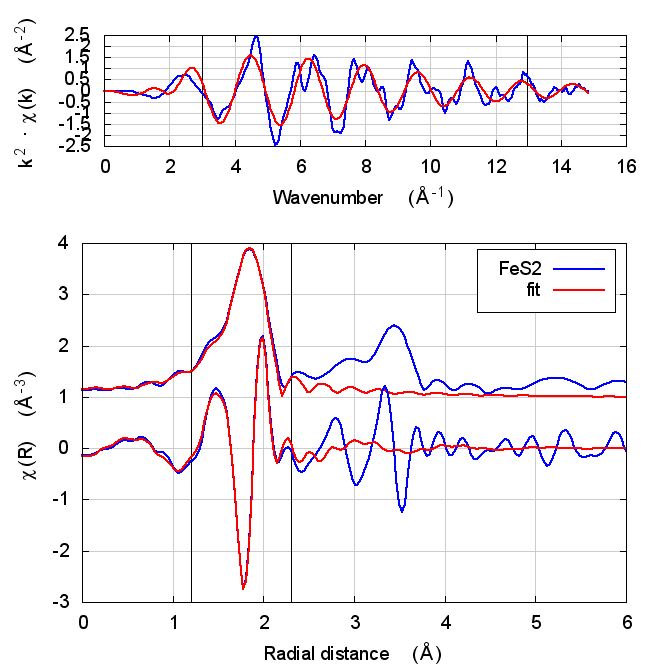 k² · χ(k) (Å⁻²)
2.5
2
1.5
1
0.5
0
-0.5
-1
-1.5
-2
-2.5
0 2 4 6 8 10 12 14 16
Wavenumber (Å⁻¹)
χ(R) (Å⁻³)
4
3
2
1
0
-1
-2
-3
FeS2
fit
0 1 2 3 4 5 6
Radial distance (Å)